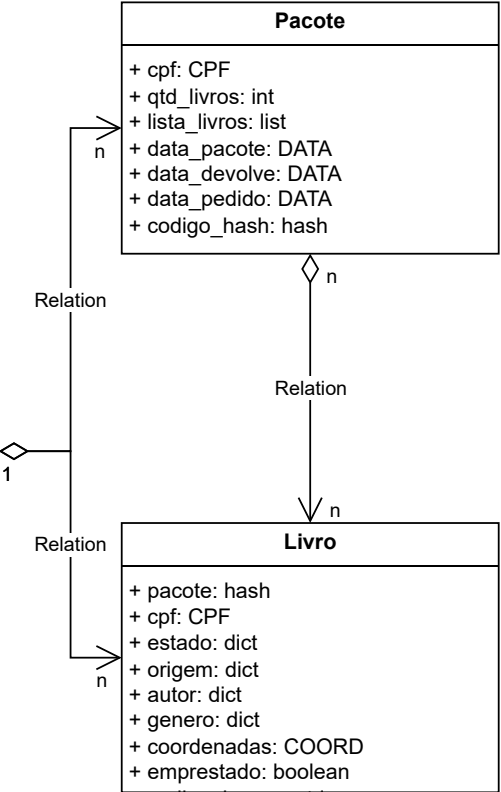 Pacote
+ cpf: CPF
+ qtd_livros: int
+ lista_livros: list
+ data_pacote: DATA
+ data_devolve: DATA
+ data_pedido: DATA
+ codigo_hash: hash
n
Relation
n
Relation
1
Relation
n
n
Livro
+ pacote: hash
+ cpf: CPF
+ estado: dict
+ origem: dict
+ autor: dict
+ genero: dict
+ coordenadas: COORD
+ emprestado: boolean